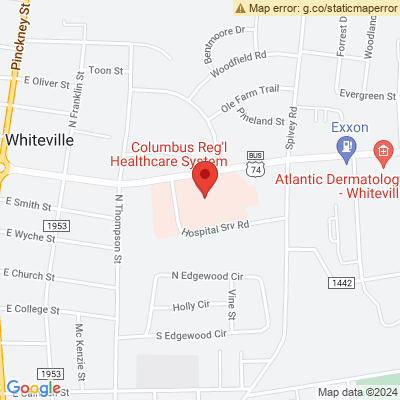 Map error: g.co/staticmaperror
Pinckney St
Bentmoore Dr
Woodfield Rd
Forrest D
Woodland
Toon St
E Oliver St
N Franklin St
Ole Farm Trail
Evergreen St
Pineland St
Spivey Rd
Exxon
Whiteville
Columbus Reg'l
Healthcare System
BUS
74
Atlantic Dermatolog
- Whitevill
N Thompson St
E Smith St
1953
E Wyche St
Hospital Srv Rd
E Church St
N Edgewood Cir
1442
Vine St
Holly Cir
E College St
Mc Kenzie St
S Edgewood Cir
1953
Google
Map data ©2024